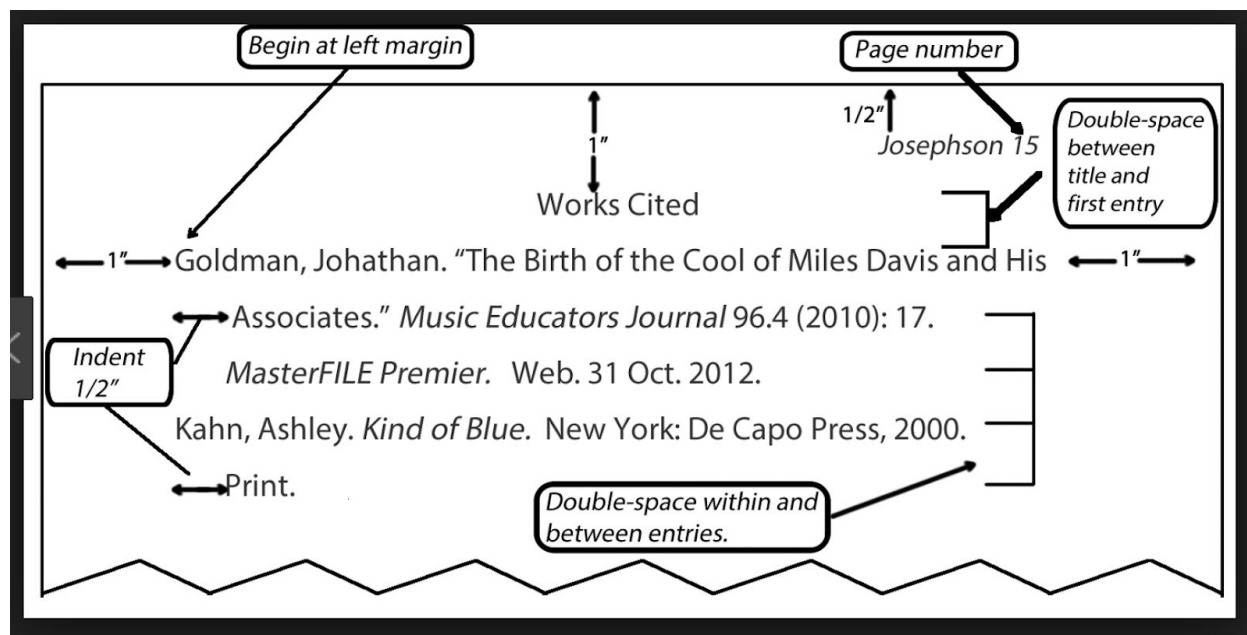 Begin at left margin
Page number
1/2”
Josephson 15
Double-space
between
title and
first entry
1”
Works Cited
1”
Goldman, Johathan. “The Birth of the Cool of Miles Davis and His
1”
Associates.” Music Educators Journal 96.4 (2010): 17.
Indent
1/2”
MasterFILE Premier. Web. 31 Oct. 2012.
Kahn, Ashley. Kind of Blue. New York: De Capo Press, 2000.
Print.
Double-space within and
between entries.